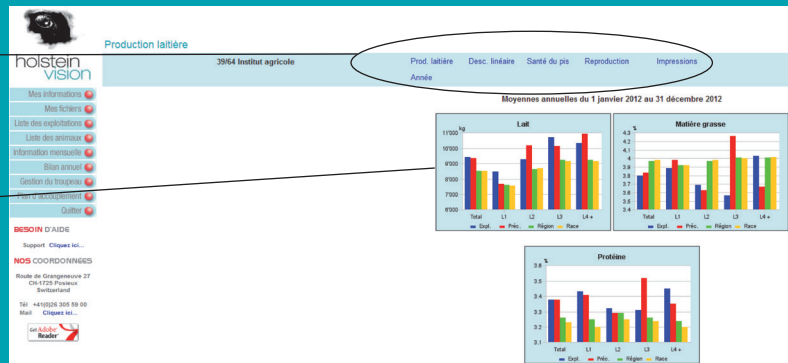 Production laitière
holstein
VISION
39/64 Institut agricole
Prod. laitière Desc. linéaire Santé du pis Reproduction Impressions
Année
Mes informations
Mes fichiers
Liste des exploitations
Liste des animaux
Information mensuelle
Bilan annuel
Gestion du troupeau
Plan d'accouplement
Quitter
BESOIN D'AIDE
Support Cliquez ici...
NOS COORDONNEES
Route de Grangeneuve 27
CH-1725 Posieux
Switzerland
Tél +41(0)26 305 59 00
Mail Cliquez ici...
Get Adobe
Reader
Moyennes annuelles du 1 janvier 2012 au 31 décembre 2012
Lait
kg
11'000
10'000
9'000
8'000
7'000
6'000
Total L1 L2 L3 L4 +
Expl. Préc. Région Race
Matière grasse
%
4.3
4.2
4.1
4
3.9
3.8
3.7
3.6
3.5
3.4
Total L1 L2 L3 L4 +
Expl. Préc. Région Race
Protéine
%
3.6
3.5
3.4
3.3
3.2
3.1
Total L1 L2 L3 L4 +
Expl. Préc. Région Race